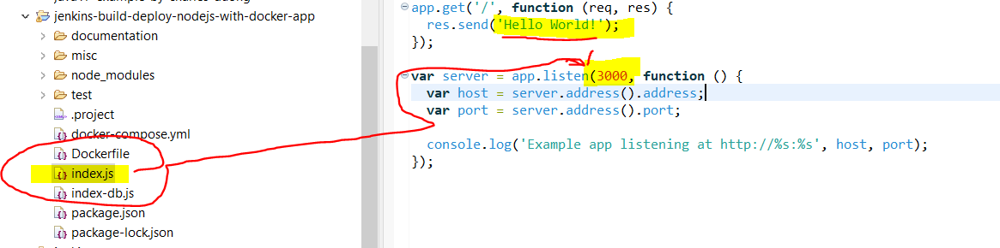 jenkins-build-deploy-nodejs-with-docker-app
documentation
misc
node_modules
test
.project
docker-compose.yml
Dockerfile
index.js
index-db.js
package.json
package-lock.json
app.get('/', function (req, res) {
res.send('Hello World!');
});
var server = app.listen(3000, function () {
var host = server.address().address;
var port = server.address().port;
console.log('Example app listening at http://%s:%s', host, port);
});